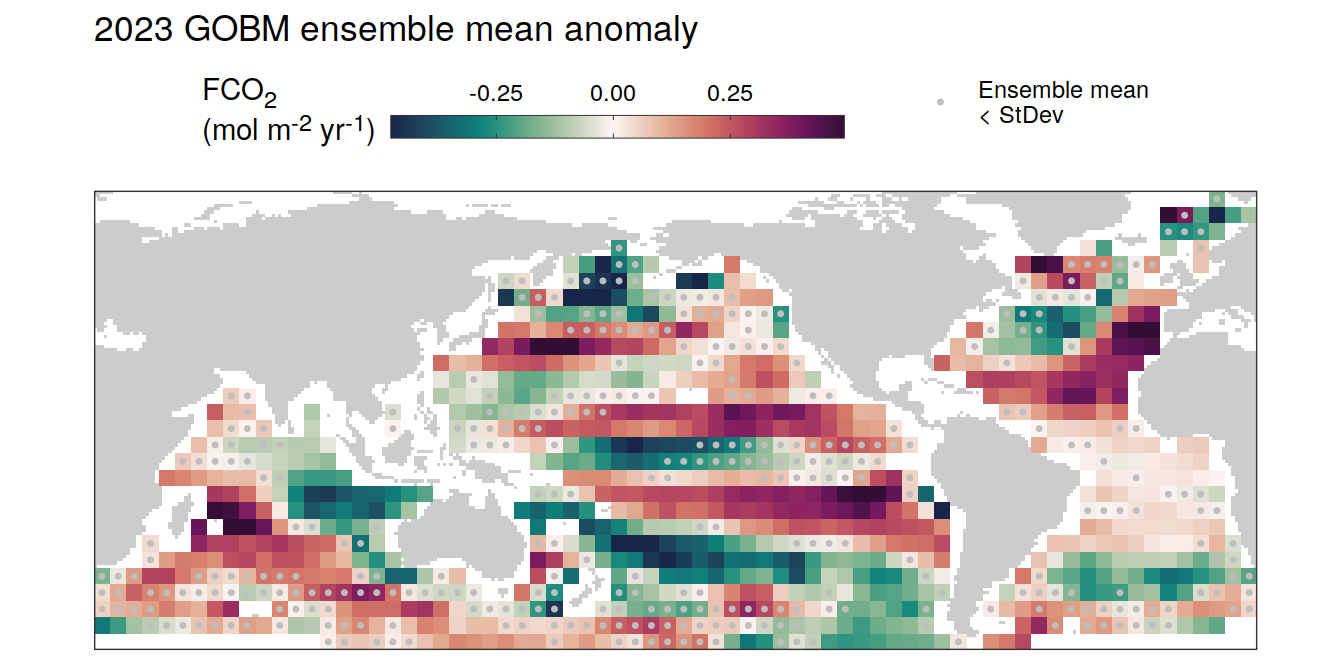 2023 GOBM ensemble mean anomaly
FCO₂
(mol m⁻² yr⁻¹)
-0.25 0.00 0.25
Ensemble mean
< StDev